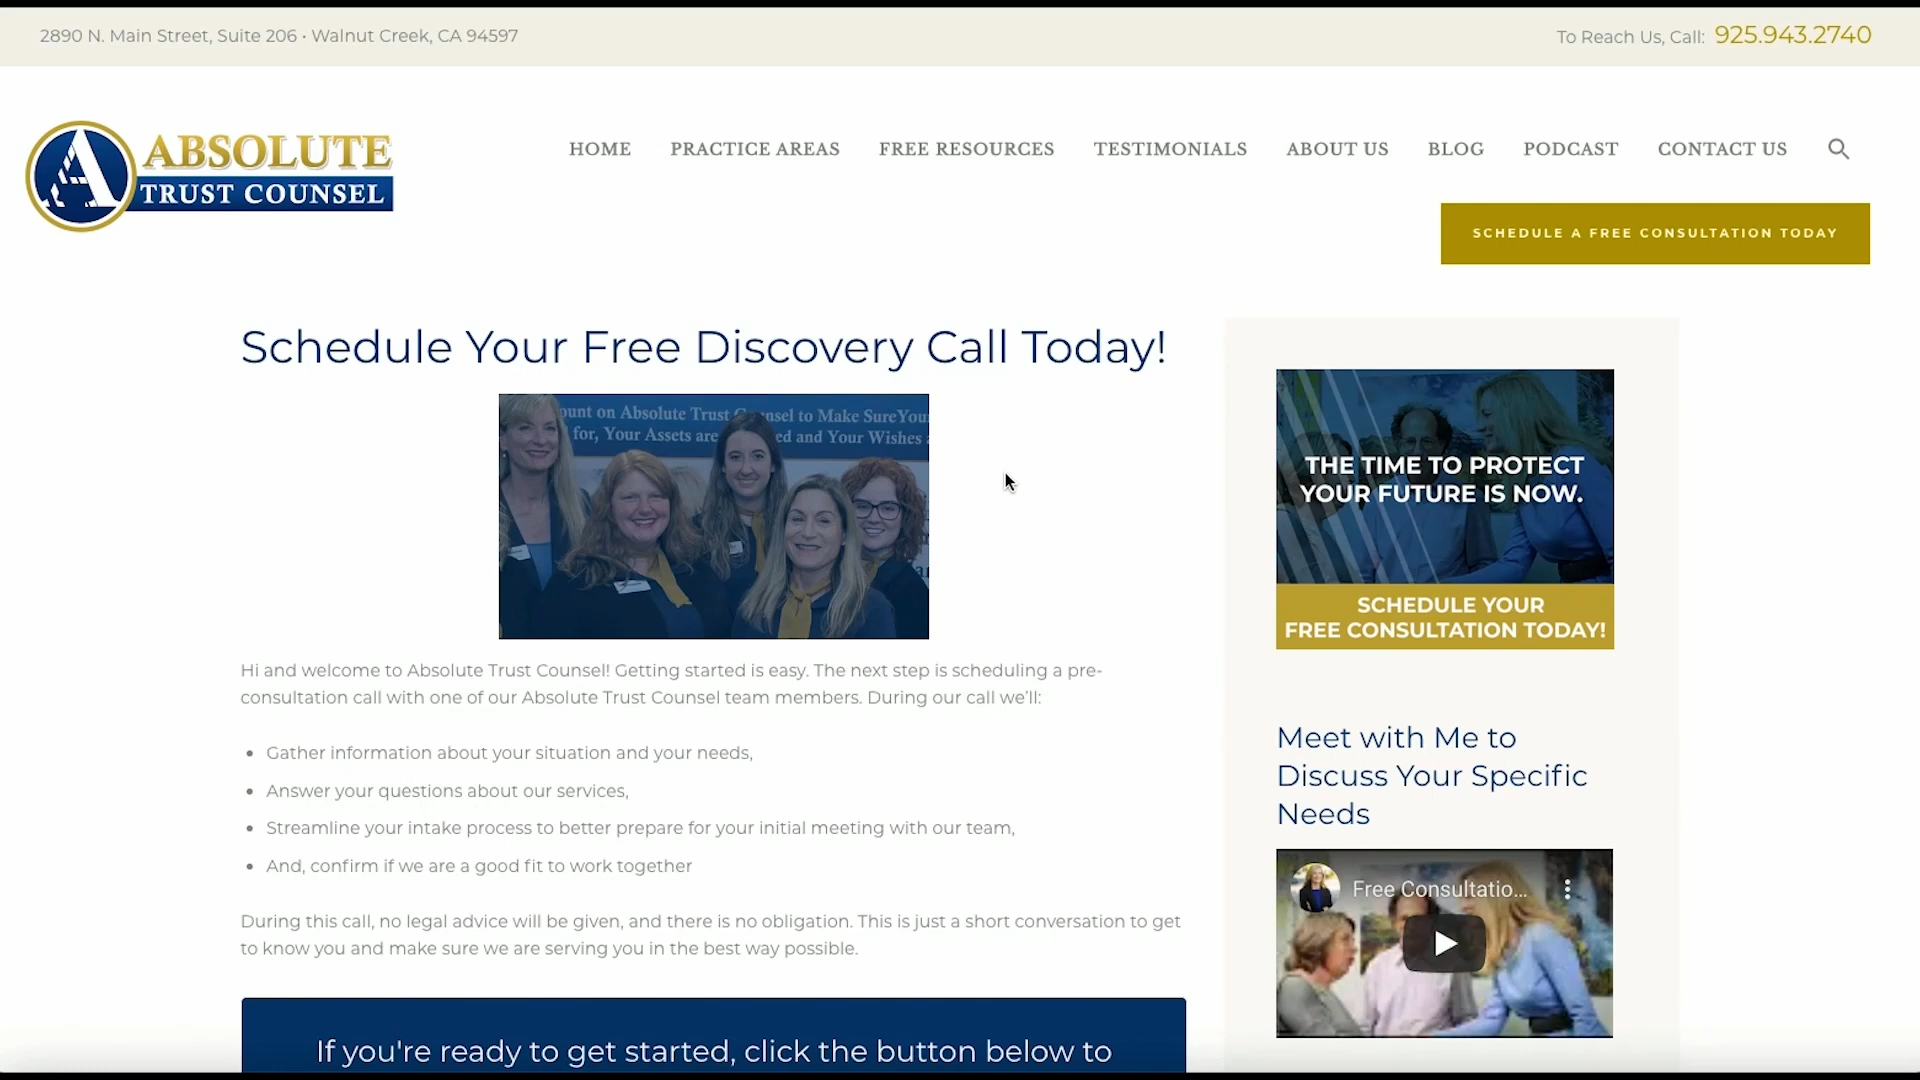 2890 N. Main Street, Suite 206 • Walnut Creek, CA 94597
To Reach Us, Call: 925.943.2740
ABSOLUTE
TRUST COUNSEL
HOME PRACTICE AREAS FREE RESOURCES TESTIMONIALS ABOUT US BLOG PODCAST CONTACT US
SCHEDULE A FREE CONSULTATION TODAY
Schedule Your Free Discovery Call Today!
ount on Absolute Trust Counsel to Make Sure You
for, Your Assets are ed and Your Wishes
Hi and welcome to Absolute Trust Counsel! Getting started is easy. The next step is scheduling a pre-
consultation call with one of our Absolute Trust Counsel team members. During our call we'll:
• Gather information about your situation and your needs,
• Answer your questions about our services,
• Streamline your intake process to better prepare for your initial meeting with our team,
• And, confirm if we are a good fit to work together
During this call, no legal advice will be given, and there is no obligation. This is just a short conversation to get
to know you and make sure we are serving you in the best way possible.
If you're ready to get started, click the button below to
THE TIME TO PROTECT
YOUR FUTURE IS NOW.
SCHEDULE YOUR
FREE CONSULTATION TODAY!
Meet with Me to
Discuss Your Specific
Needs
Free Consultatio...